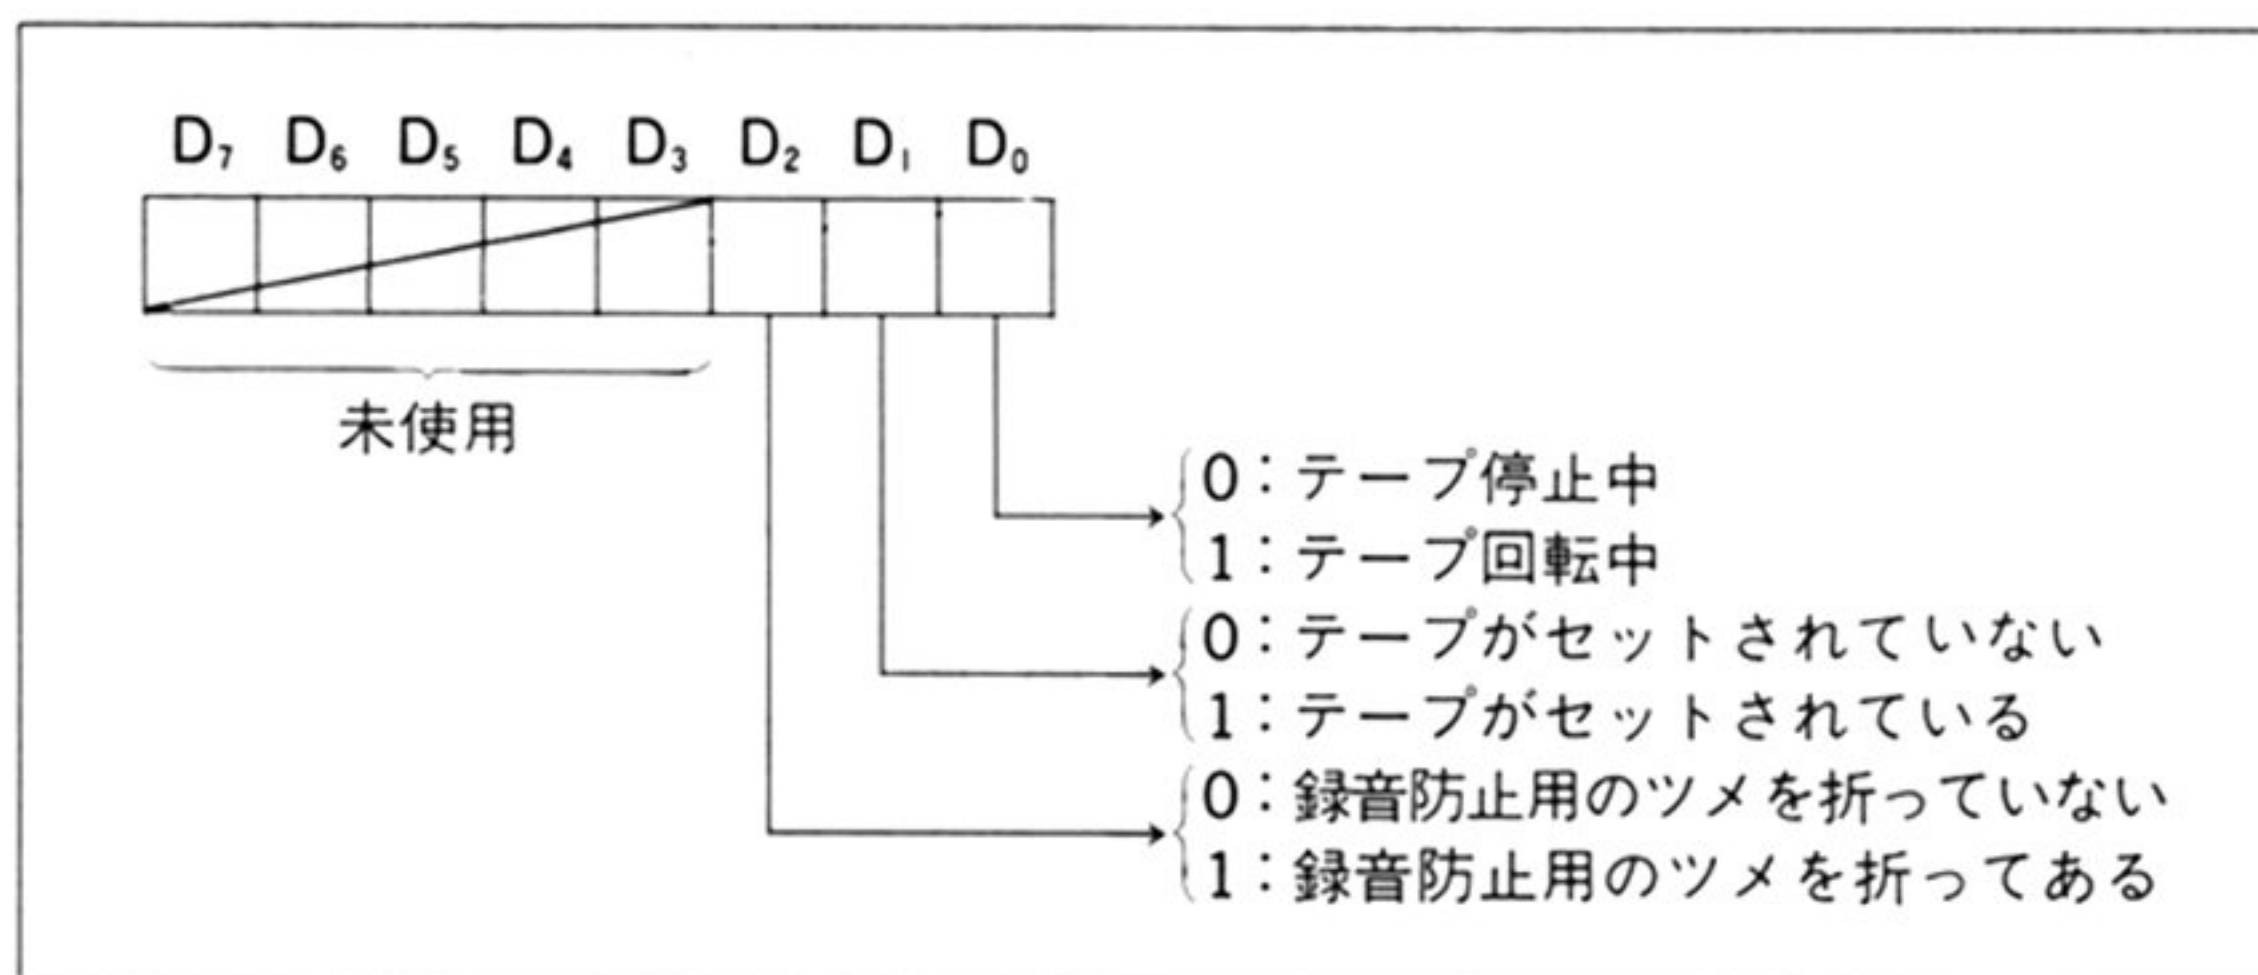 D₇ D₆ D₅ D₄ D₃ D₂ D₁ D₀
未使用
0：テープ停止中
1：テープ回転中
0：テープがセットされていない
1：テープがセットされている
0：録音防止用のツメを折っていない
1：録音防止用のツメを折ってある